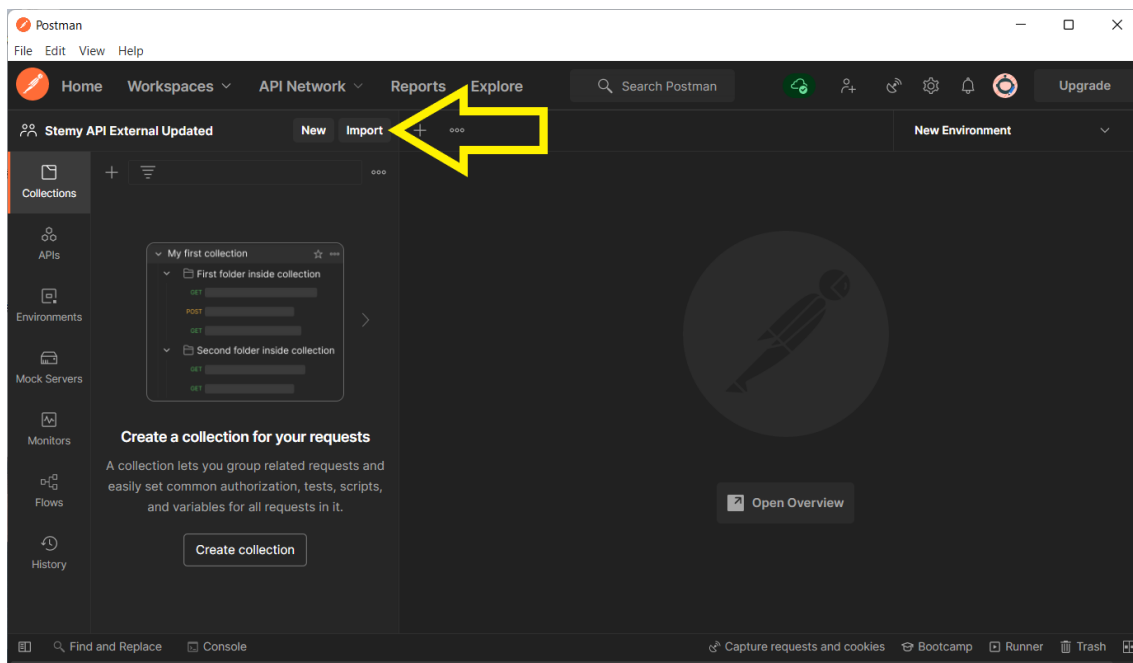 Postman
File Edit View Help
Home Workspaces API Network Reports Explore Search Postman Upgrade
Stemy API External Updated New Import New Environment
Collections
APIs
Environments
Mock Servers
Monitors
Flows
History
My first collection
First folder inside collection
GET
POST
GET
Second folder inside collection
GET
GET
Create a collection for your requests
A collection lets you group related requests and
easily set common authorization, tests, scripts,
and variables for all requests in it.
Create collection
Open Overview
Find and Replace Console Capture requests and cookies Bootcamp Runner Trash